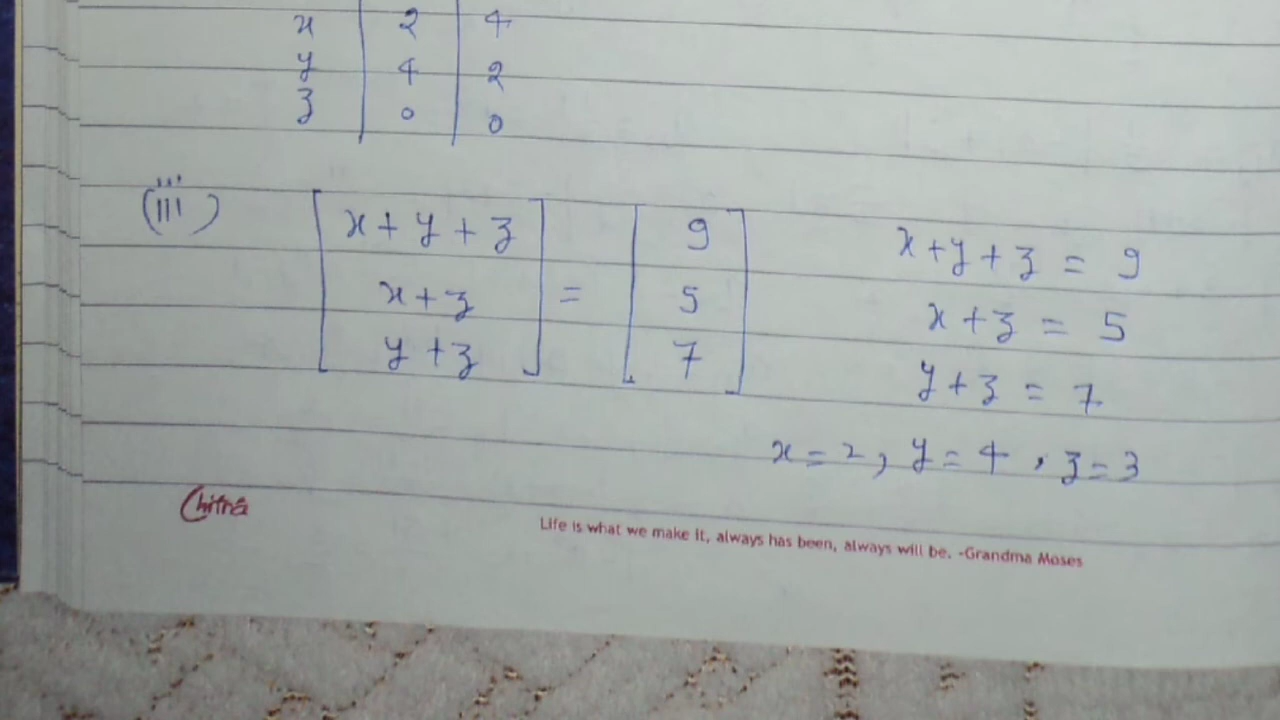 x 2 4
y 4 2
z 0 0
(iii) [x+y+z] = [9] x+y+z = 9
[x+z] [5] x+z = 5
[y+z] [7] y+z = 7
x=2, y=4, z=3
Chitra
Life is what we make it, always has been, always will be. -Grandma Moses